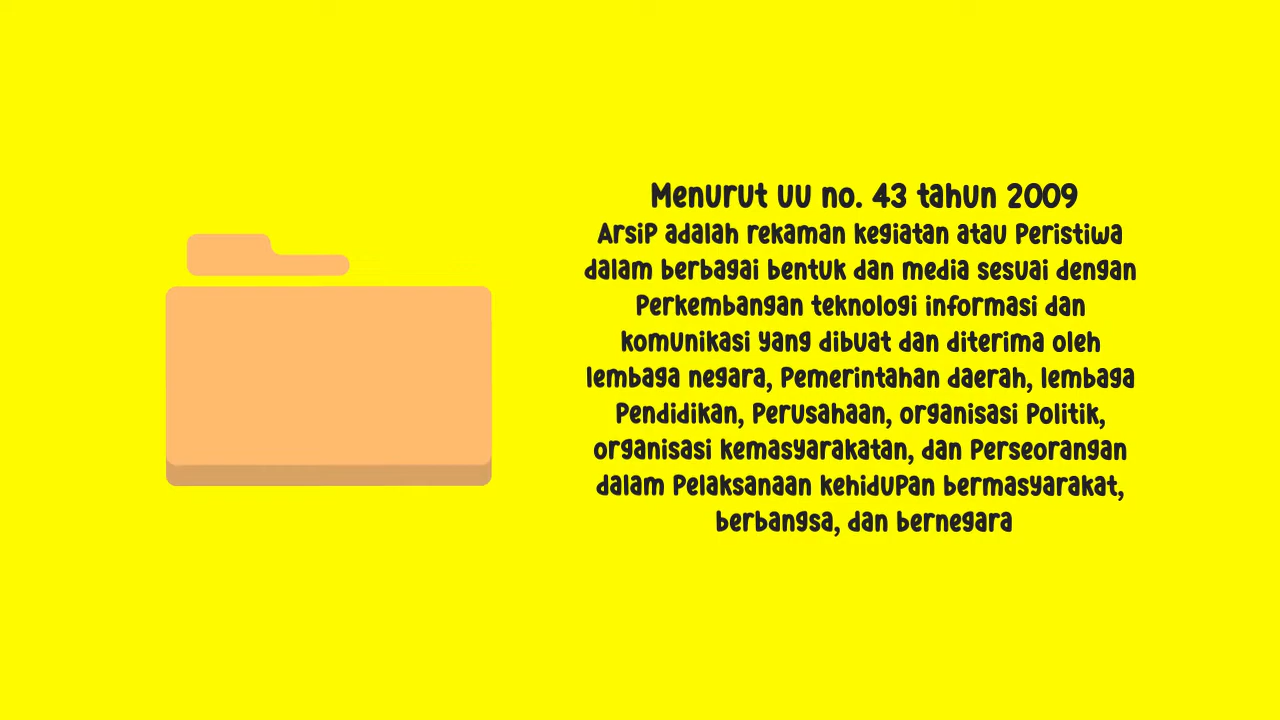 Menurut UU no. 43 tahun 2009
Arsip adalah rekaman kegiatan atau Peristiwa
dalam berbagai bentuk dan media sesuai dengan
Perkembangan teknologi informasi dan
komunikasi yang dibuat dan diterima oleh
lembaga negara, Pemerintahan daerah, lembaga
Pendidikan, Perusahaan, organisasi Politik,
organisasi kemasyarakatan, dan Perseorangan
dalam Pelaksanaan kehidupan bermasyarakat,
berbangsa, dan bernegara